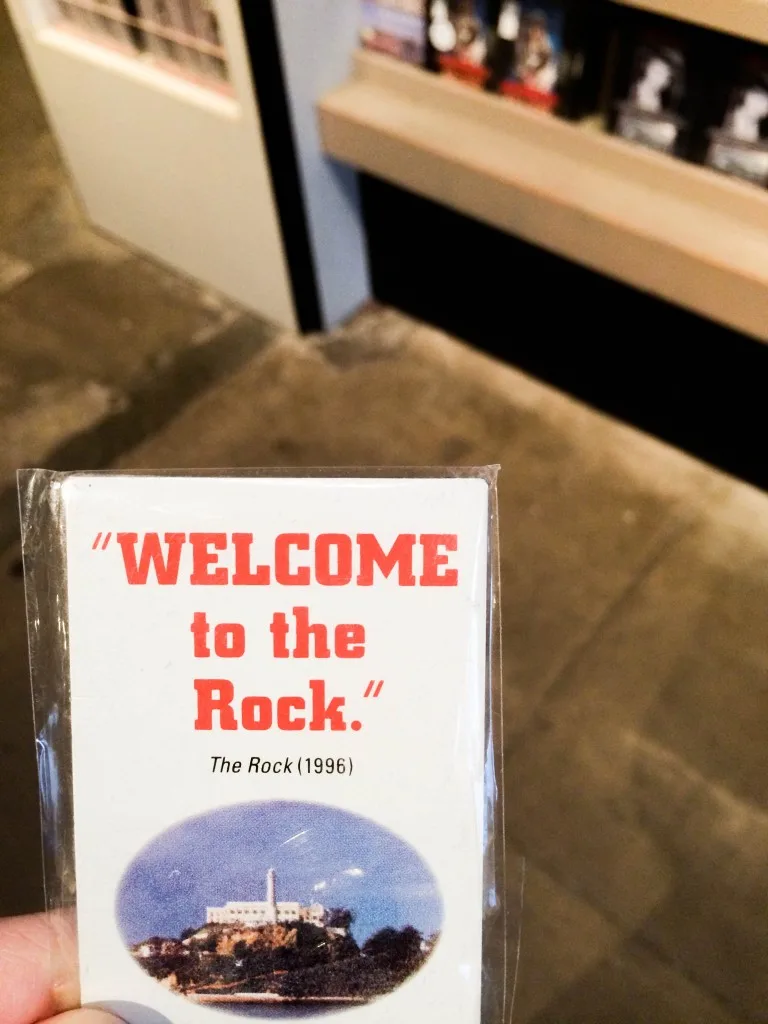 "WELCOME
to the
Rock."
The Rock (1996)